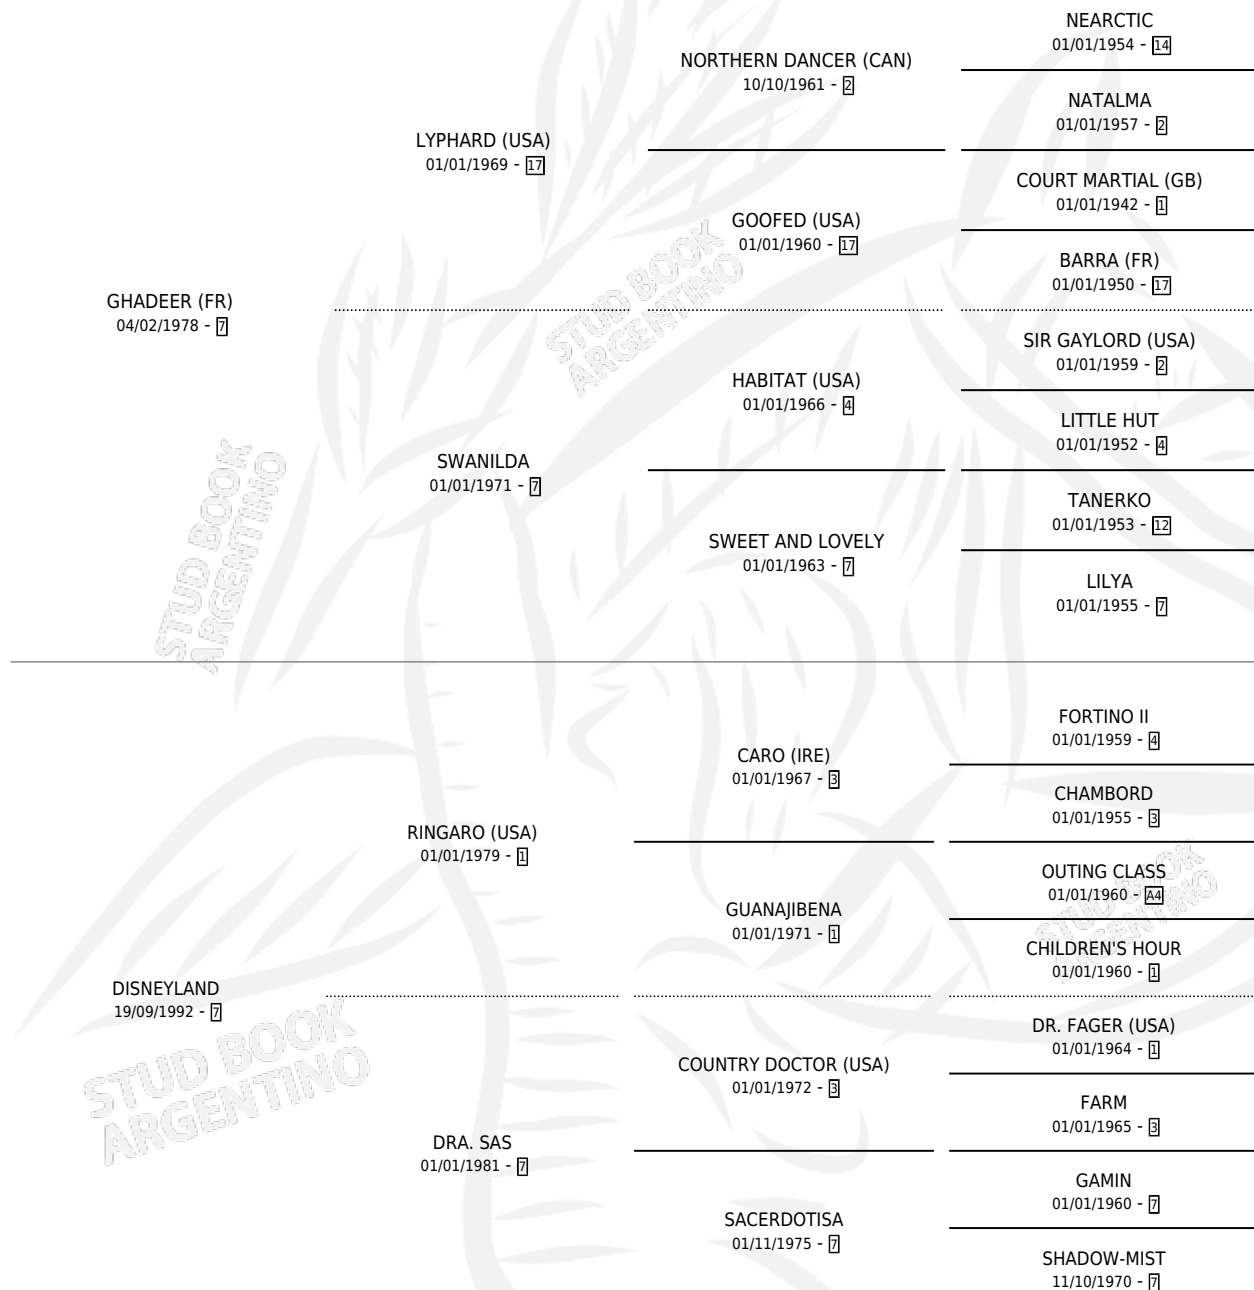 NEARCTIC
01/01/1954 - 14
NORTHERN DANCER (CAN)
10/10/1961 - 2
NATALMA
01/01/1957 - 2
LYPHARD (USA)
01/01/1969 - 17
COURT MARTIAL (GB)
01/01/1942 - 1
GOOFED (USA)
01/01/1960 - 17
BARRA (FR)
01/01/1950 - 17
GHADEER (FR)
04/02/1978 - 7
SIR GAYLORD (USA)
01/01/1959 - 2
HABITAT (USA)
01/01/1966 - 4
LITTLE HUT
01/01/1952 - 4
SWANILDA
01/01/1971 - 7
TANERKO
01/01/1953 - 12
SWEET AND LOVELY
01/01/1963 - 7
LILYA
01/01/1955 - 7
FORTINO II
01/01/1959 - 4
CARO (IRE)
01/01/1967 - 3
CHAMBORD
01/01/1955 - 3
RINGARO (USA)
01/01/1979 - 1
OUTING CLASS
01/01/1960 - A4
GUANAJIBENA
01/01/1971 - 1
CHILDREN'S HOUR
01/01/1960 - 1
DISNEYLAND
19/09/1992 - 7
DR. FAGER (USA)
01/01/1964 - 1
COUNTRY DOCTOR (USA)
01/01/1972 - 3
FARM
01/01/1965 - 3
DRA. SAS
01/01/1981 - 7
GAMIN
01/01/1960 - 7
SACERDOTISA
01/11/1975 - 7
SHADOW-MIST
11/10/1970 - 7
STUD BOOK
ARGENTINO
STUD BOOK
ARGENTINO
STUD BOOK
ARGENTINO
STUD BOOK
ARGENTINO